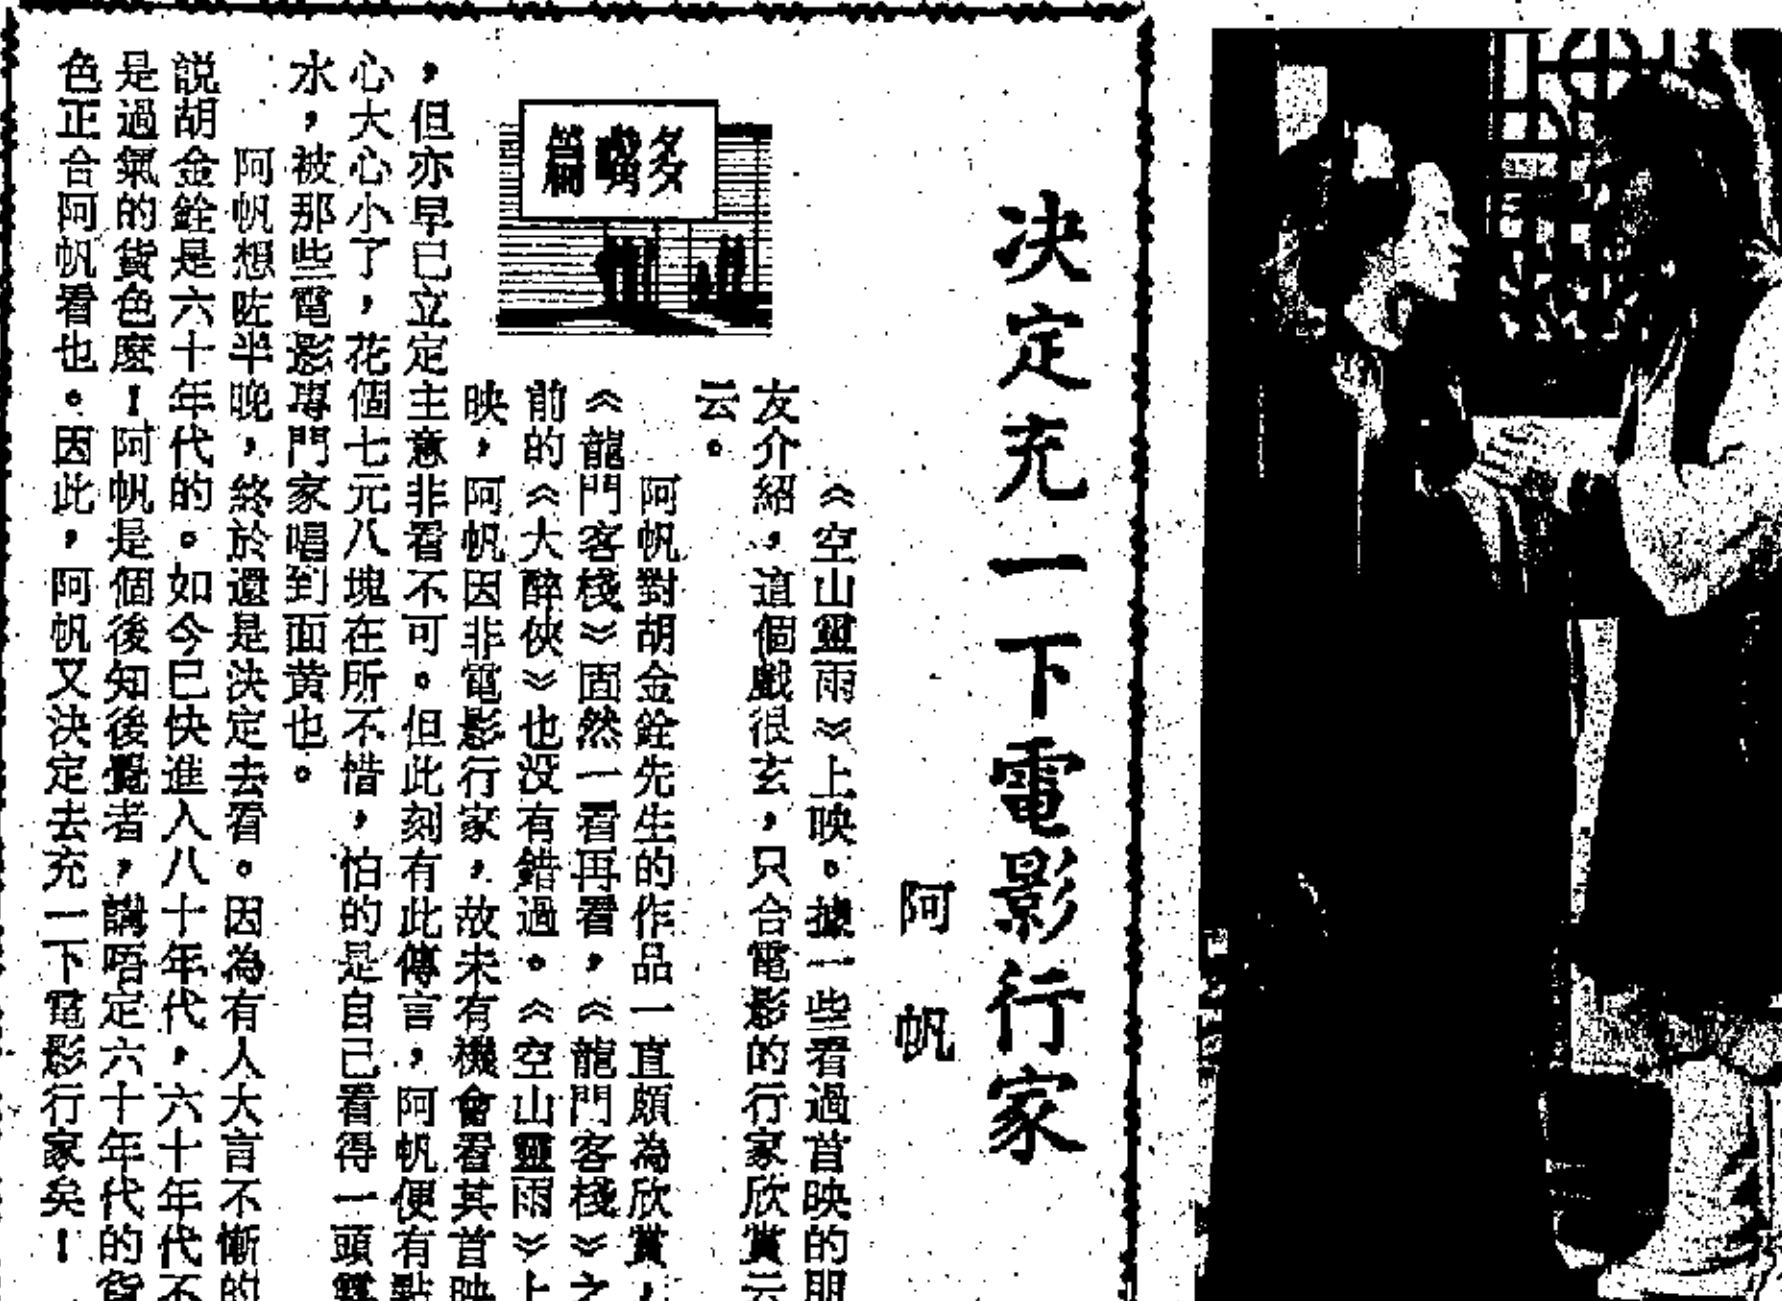 决定充一下電影行家
阿帆
多嘴篇
《空山靈雨》上映。據一些看過首映的朋
友介紹，這個戲很玄，只合電影的行家欣賞云
云。
阿帆對胡金銓先生的作品一直頗為欣賞，
《龍門客棧》固然一看再看，《龍門客棧》之
前的《大醉俠》也没有錯過。《空山靈雨》上
映，阿帆因非電影行家，故未有機會看其首映
，但亦早已立定主意非看不可。但此刻有此傳言，阿帆便有點
心大心小了，花個七元八塊在所不惜，怕的是自己看得一頭霧
水，被那些電影專門家唱到面黄也。
阿帆想咗半晚，終於還是決定去看。因為有人大言不慚的
説胡金銓是六十年代的。如今已快進入八十年代，六十年代不
是過氣的貨色麼！阿帆是個後知後覺者，講唔定六十年代的貨
色正合阿帆看也。因此，阿帆又決定去充一下電影行家矣！